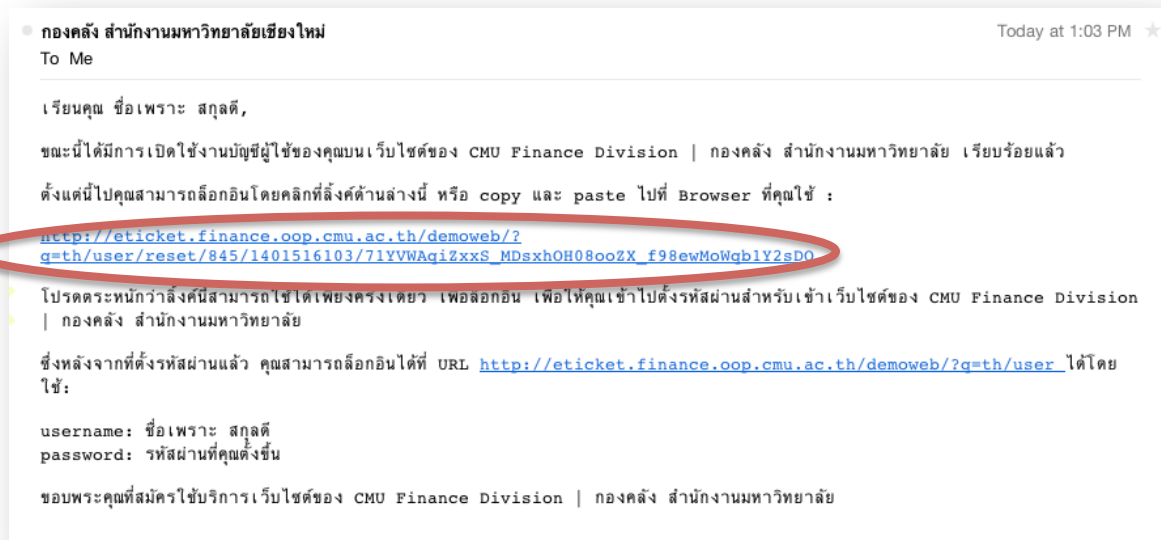 กองคลัง สำนักงานมหาวิทยาลัยเชียงใหม่
Today at 1:03 PM
To Me
เรียนคุณ ชื่อเพราะ สกุลดี,
ขณะนี้ได้มีการเปิดใช้งานบัญชีผู้ใช้ของคุณบนเว็บไซต์ของ CMU Finance Division | กองคลัง สำนักงานมหาวิทยาลัย เรียบร้อยแล้ว
ตั้งแต่นี้ไปคุณสามารถล็อกอินโดยคลิกที่ลิ้งค์ด้านล่างนี้ หรือ copy และ paste ไปที่ Browser ที่คุณใช้ :
http://eticket.finance.oop.cmu.ac.th/demoweb/?
q=th/user/reset/845/1401516103/71YVWAqiZxxS_MDsxhOH08ooZX_f98ewMoWqb1Y2sDO
โปรดตระหนักว่าลิ้งค์นี้สามารถใช้ได้เพียงครั้งเดียว เพื่อล็อกอิน เพื่อให้คุณเข้าไปตั้งรหัสผ่านสำหรับเข้าเว็บไซต์ของ CMU Finance Division
| กองคลัง สำนักงานมหาวิทยาลัย
ซึ่งหลังจากที่ตั้งรหัสผ่านแล้ว คุณสามารถล็อกอินได้ที่ URL http://eticket.finance.oop.cmu.ac.th/demoweb/?q=th/user ได้โดย
ใช้:
username: ชื่อเพราะ สกุลดี
password: รหัสผ่านที่คุณตั้งขึ้น
ขอบพระคุณที่สมัครใช้บริการเว็บไซต์ของ CMU Finance Division | กองคลัง สำนักงานมหาวิทยาลัย